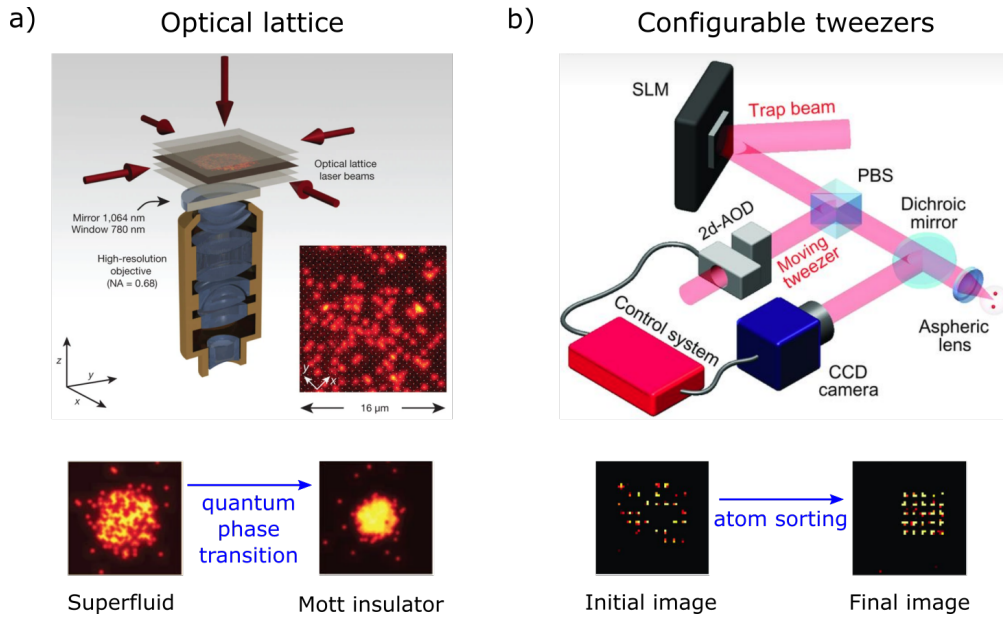 a)
Optical lattice
Optical lattice
laser beams
Mirror 1,064 nm
Window 780 nm
High-resolution
objective
(NA = 0.68)
z
y
x
y
x
16 µm
quantum
phase
transition
Superfluid
Mott insulator
b)
Configurable tweezers
SLM
Trap beam
PBS
2d-AOD
Dichroic
mirror
Moving
tweezer
Control system
Aspheric
lens
CCD
camera
atom sorting
Initial image
Final image